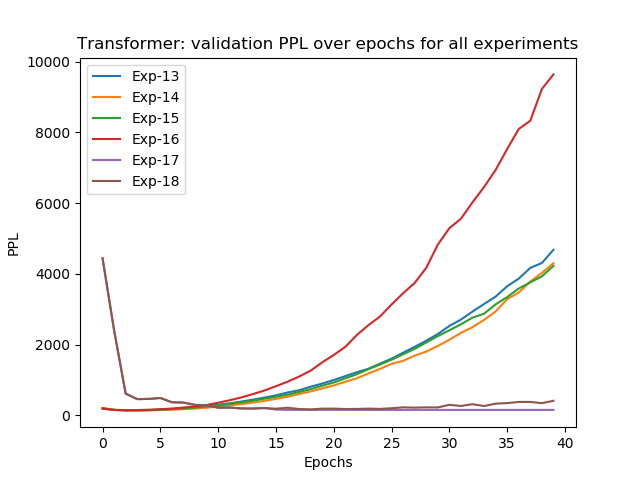 Transformer: validation PPL over epochs for all experiments
PPL
10000
8000
6000
4000
2000
0
Exp-13
Exp-14
Exp-15
Exp-16
Exp-17
Exp-18
0 5 10 15 20 25 30 35 40
Epochs